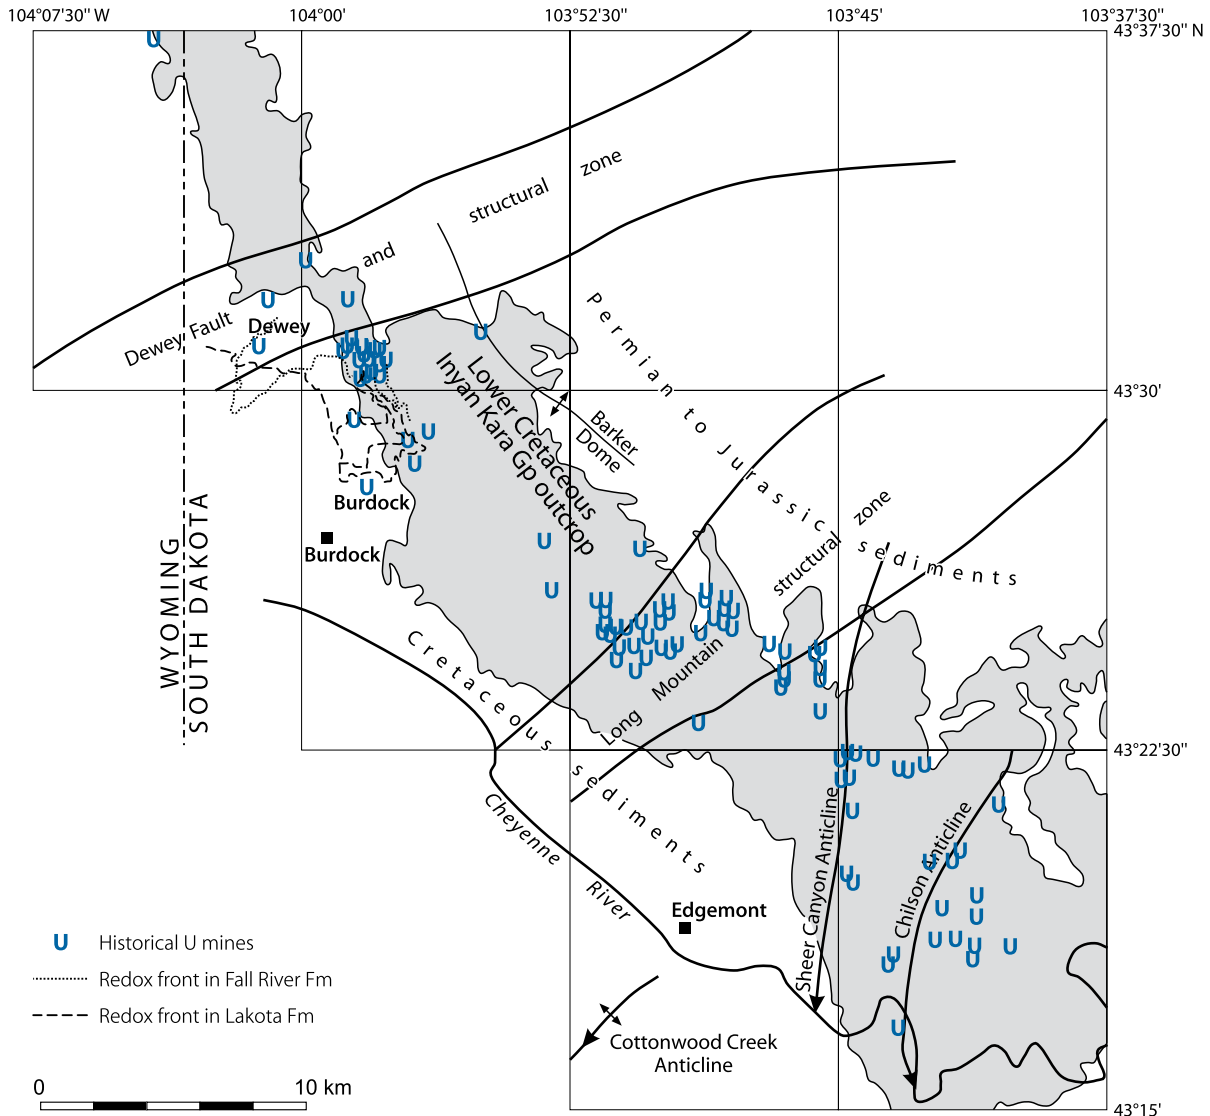 104°07'30" W
104°00'
103°52'30"
103°45'
103°37'30"
43°37'30" N
Dewey Fault
and
structural
zone
Dewey
Permian to Jurassic sediments
Lower Cretaceous
Inyan Kara Gp outcrop
43°30'
Barker
Dome
Burdock
Burdock
WYOMING
SOUTH DAKOTA
Long
Mountain
structural
zone
Cretaceous
sediments
43°22'30"
Cheyenne
River
Sheer Canyon Anticline
Chilson Anticline
Edgemont
Cottonwood Creek
Anticline
U Historical U mines
Redox front in Fall River Fm
Redox front in Lakota Fm
0 10 km
43°15'